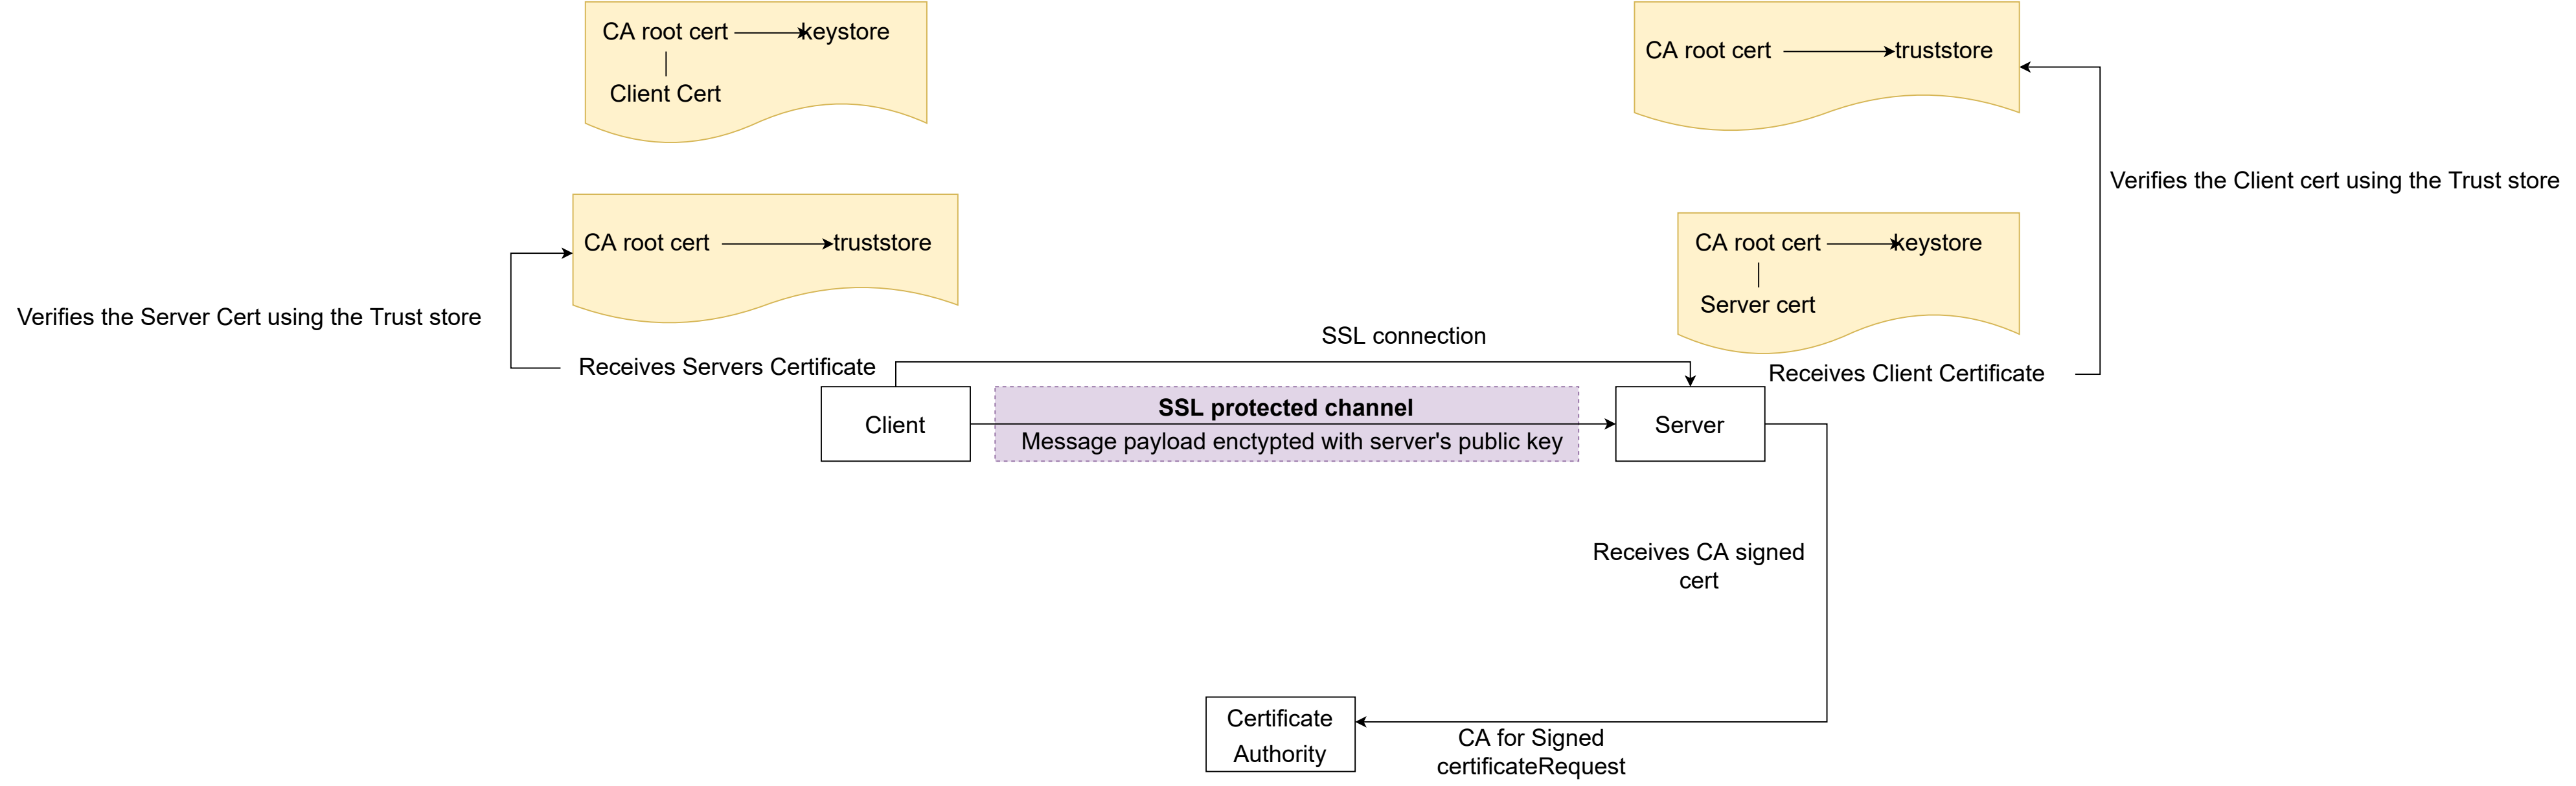 CA root cert keystore
Client Cert
CA root cert truststore
Verifies the Client cert using the Trust store
CA root cert truststore
Verifies the Server Cert using the Trust store
CA root cert keystore
Server cert
Receives Servers Certificate
SSL connection
Receives Client Certificate
Client
SSL protected channel
Message payload enctypted with server's public key
Server
Receives CA signed
cert
Certificate
Authority
CA for Signed
certificateRequest